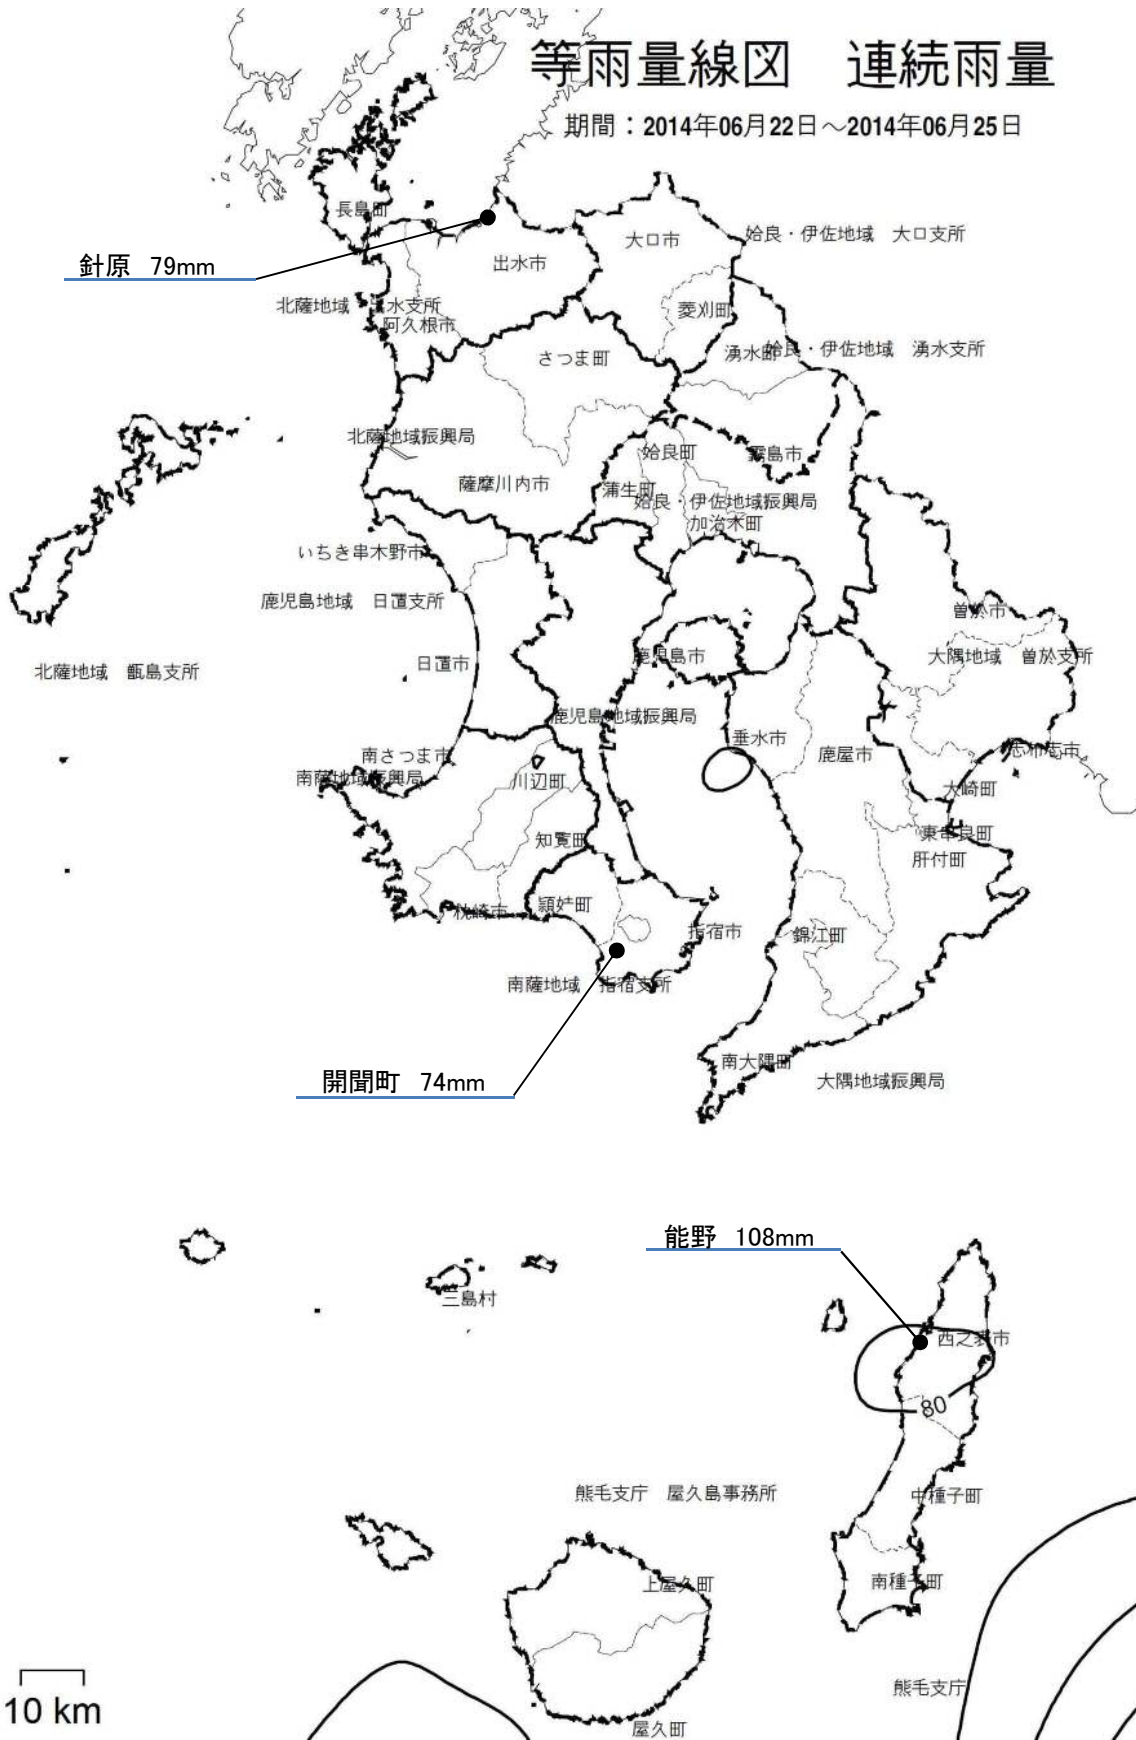 等雨量線図　連続雨量
期間：2014年06月22日～2014年06月25日
長島町
大口市
姶良・伊佐地域　大口支所
針原　79mm
出水市
北薩地域　出水支所
菱刈町
阿久根市
湧水町
姶良・伊佐地域　湧水支所
さつま町
北薩地域振興局
姶良町
霧島市
薩摩川内市
蒲生町
姶良・伊佐地域振興局
加治木町
いちき串木野市
鹿児島地域　日置支所
曽於市
北薩地域　甑島支所
日置市
鹿児島市
大隅地域　曽於支所
鹿児島地域振興局
垂水市
南さつま市
鹿屋市
志布志市
南薩地域振興局
川辺町
大崎町
知覧町
東串良町
肝付町
枕崎市
頴娃町
指宿市
錦江町
南薩地域　指宿支所
南大隅町
開聞町　74mm
大隅地域振興局
能野　108mm
三島村
西之表市
80
熊毛支庁　屋久島事務所
中種子町
上屋久町
南種子町
熊毛支庁
10 km
屋久町